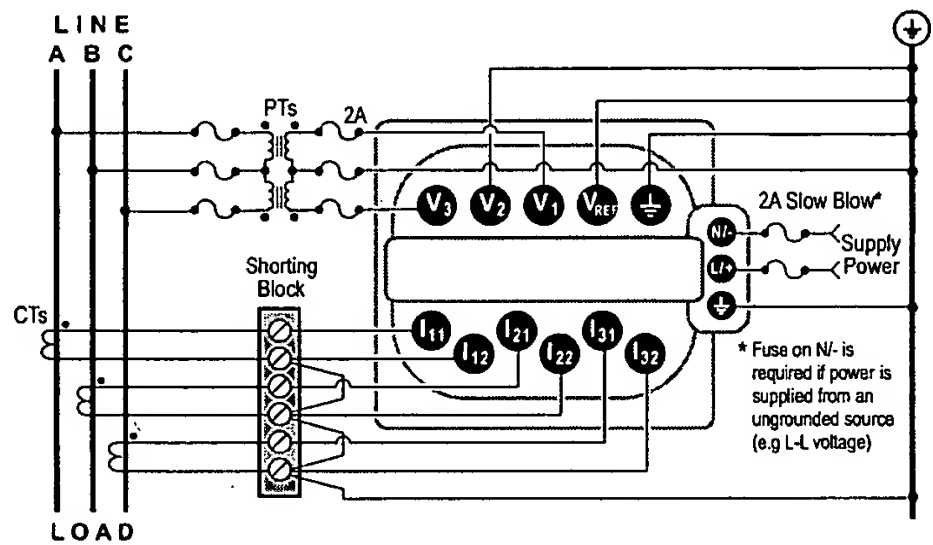 LINE
A B C
PTs
2A
V3 V2 V1 VREF
2A Slow Blow*
N/-
L/+
Supply
Power
Shorting
Block
CTs
I11 I21 I31
I12 I22 I32
* Fuse on N/- is
required if power is
supplied from an
ungrounded source
(e.g L-L voltage)
LOAD